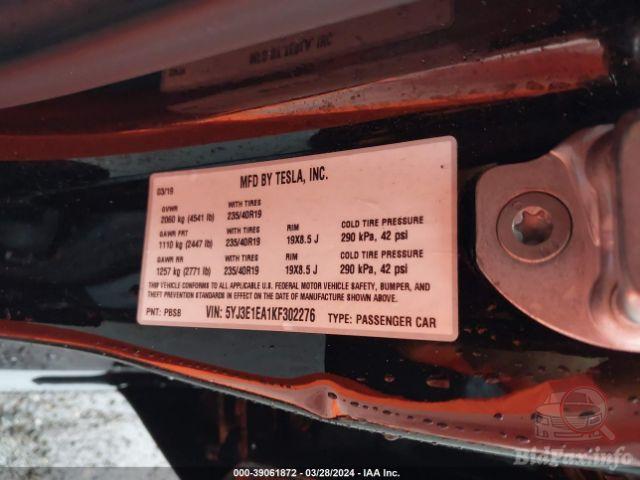 MFD BY TESLA, INC.
03/19
GVWR WITH TIRES
2060 kg (4541 lb) 235/40R19
GAWR FRT WITH TIRES RIM COLD TIRE PRESSURE
1110 kg (2447 lb) 235/40R19 19X8.5 J 290 kPa, 42 psi
GAWR RR WITH TIRES RIM COLD TIRE PRESSURE
1257 kg (2771 lb) 235/40R19 19X8.5 J 290 kPa, 42 psi
THIS VEHICLE CONFORMS TO ALL APPLICABLE U.S. FEDERAL MOTOR VEHICLE SAFETY, BUMPER, AND
THEFT PREVENTION STANDARDS IN EFFECT ON THE DATE OF MANUFACTURE SHOWN ABOVE.
PNT: PBSB VIN: 5YJ3E1EA1KF302276 TYPE: PASSENGER CAR
BidFax.info
000-39061872 - 03/28/2024 - IAA Inc.